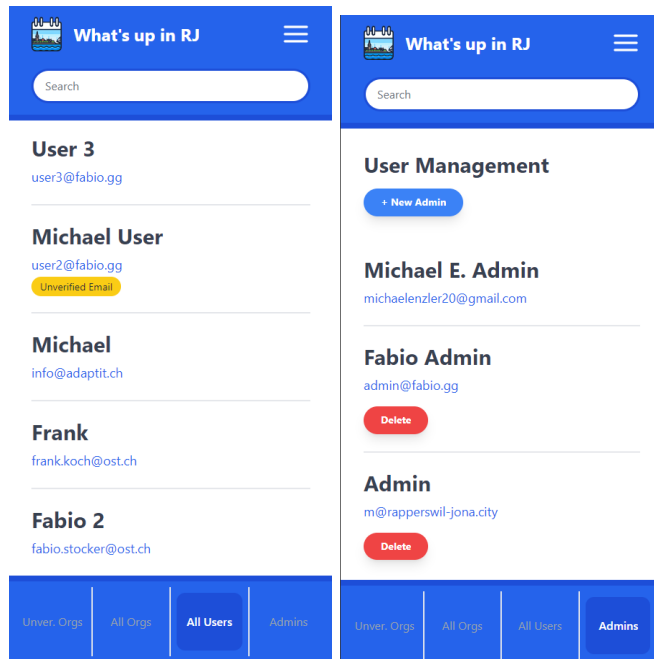 What's up in RJ
Search
User 3
user3@fabio.gg
Michael User
user2@fabio.gg
Unverified Email
Michael
info@adaptit.ch
Frank
frank.koch@ost.ch
Fabio 2
fabio.stocker@ost.ch
Unver. Orgs
All Orgs
All Users
Admins
What's up in RJ
Search
User Management
+ New Admin
Michael E. Admin
michaelenzler20@gmail.com
Fabio Admin
admin@fabio.gg
Delete
Admin
m@rapperswil-jona.city
Delete
Unver. Orgs
All Orgs
All Users
Admins